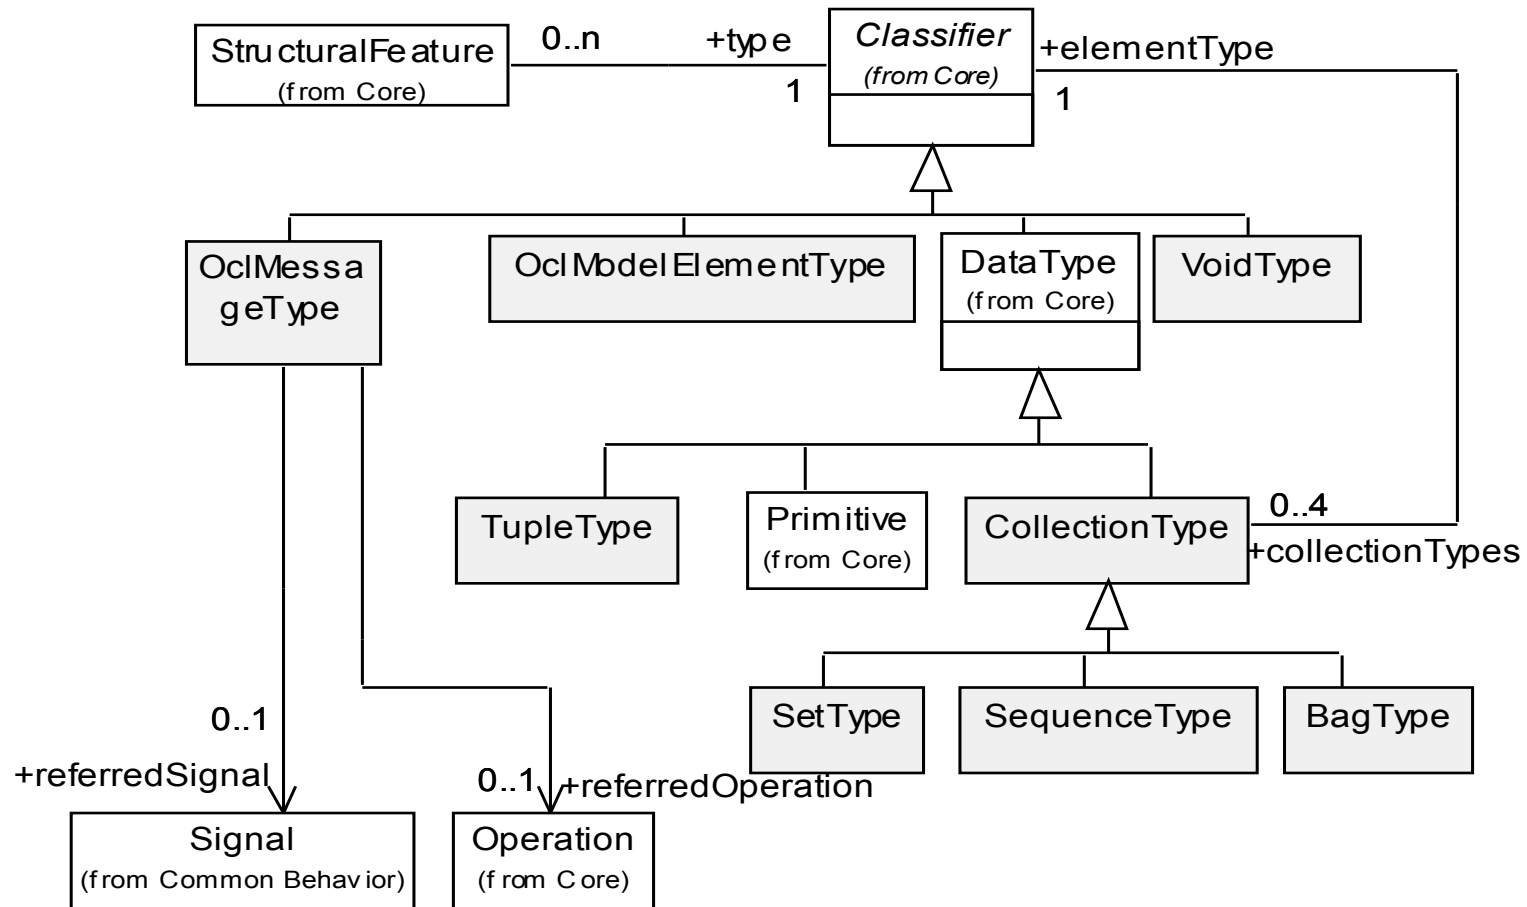 StructuralFeature
(from Core)
0..n
+type
1
Classifier
(from Core)
+elementType
1
OclMessa
geType
OclModelElementType
DataType
(from Core)
VoidType
TupleType
Primitive
(from Core)
CollectionType
0..4
+collectionTypes
SetType
SequenceType
BagType
0..1
+referredSignal
0..1
+referredOperation
Signal
(from Common Behavior)
Operation
(from Core)